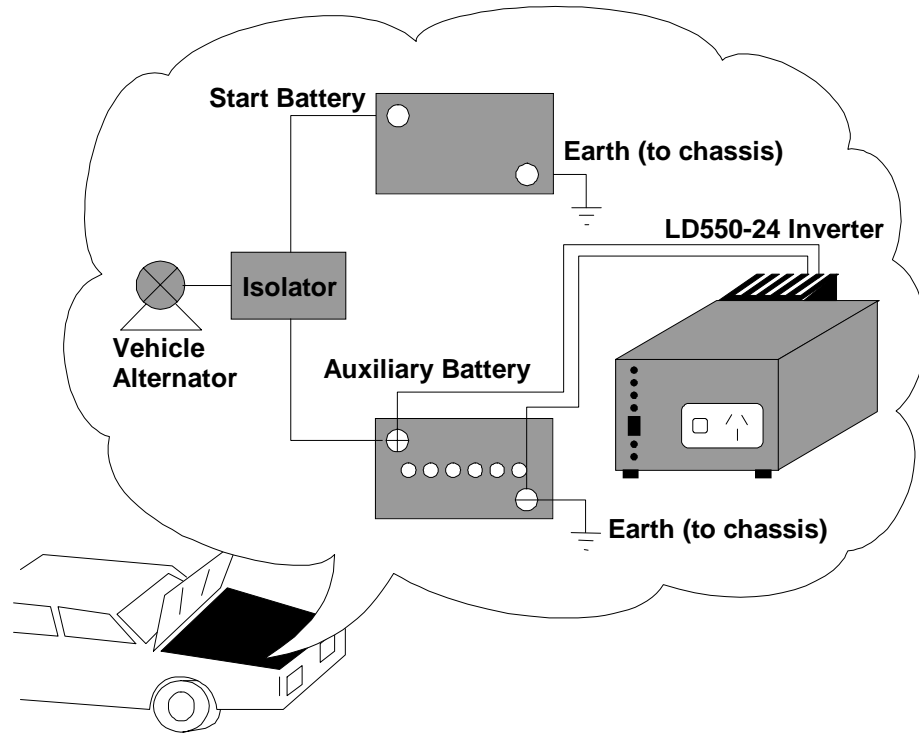 Start Battery
Earth (to chassis)
LD550-24 Inverter
Isolator
Vehicle
Alternator
Auxiliary Battery
Earth (to chassis)